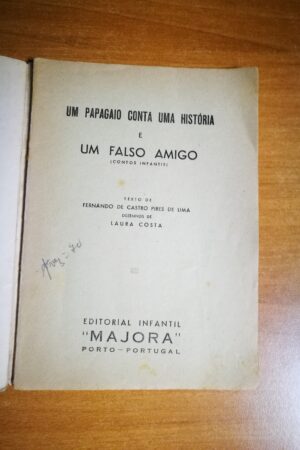 UM PAPAGAIO CONTA UMA HISTÓRIA
E
UM FALSO AMIGO
(CONTOS INFANTIS)
TEXTO DE
FERNANDO DE CASTRO PIRES DE LIMA
DESENHOS DE
LAURA COSTA
EDITORIAL INFANTIL
"MAJORA"
PORTO—PORTUGAL